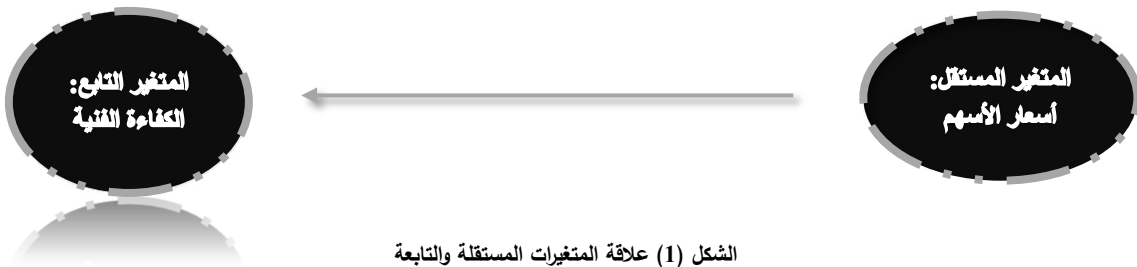 المتغير المستقل:
أسعار الأسهم
المتغير التابع:
الكفاءة الفنية
الشكل (1) علاقة المتغيرات المستقلة والتابعة